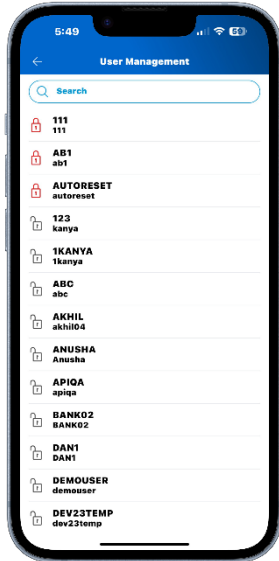 5:49
59
User Management
Search
111
111
AB1
ab1
AUTORESET
autoreset
123
kanya
1KANYA
1kanya
ABC
abc
AKHIL
akhil04
ANUSHA
Anusha
APIQA
apiqa
BANK02
BANK02
DAN1
DAN1
DEMOUSER
demouser
DEV23TEMP
dev23temp